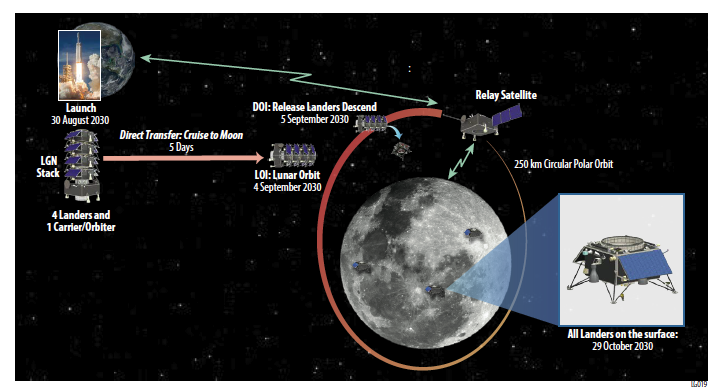 Launch
30 August 2030
LGN
Stack
4 Landers and
1 Carrier/Orbiter
Direct Transfer: Cruise to Moon
5 Days
LOI: Lunar Orbit
4 September 2030
DOI: Release Landers Descend
5 September 2030
Relay Satellite
250 km Circular Polar Orbit
All Landers on the surface:
29 October 2030
LG019